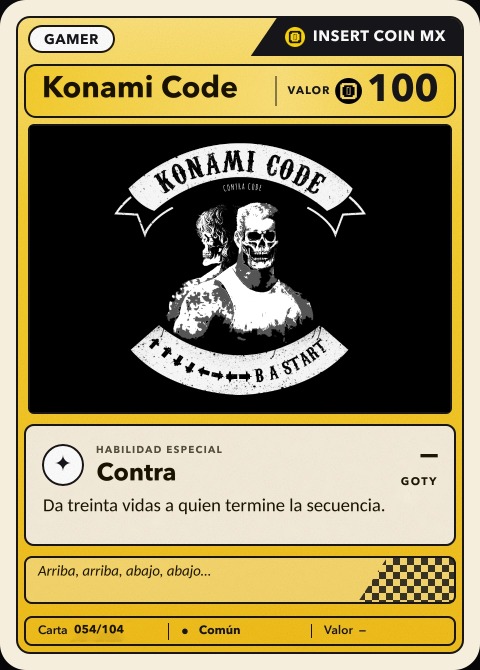 GAMER
INSERT COIN MX
Konami Code
VALOR 100
KONAMI CODE
CONTRA CODE
↑↑↓↓←→←→ B A START
HABILIDAD ESPECIAL
Contra
–
GOTY
Da treinta vidas a quien termine la secuencia.
Arriba, arriba, abajo, abajo...
Carta 054/104 • Común Valor –